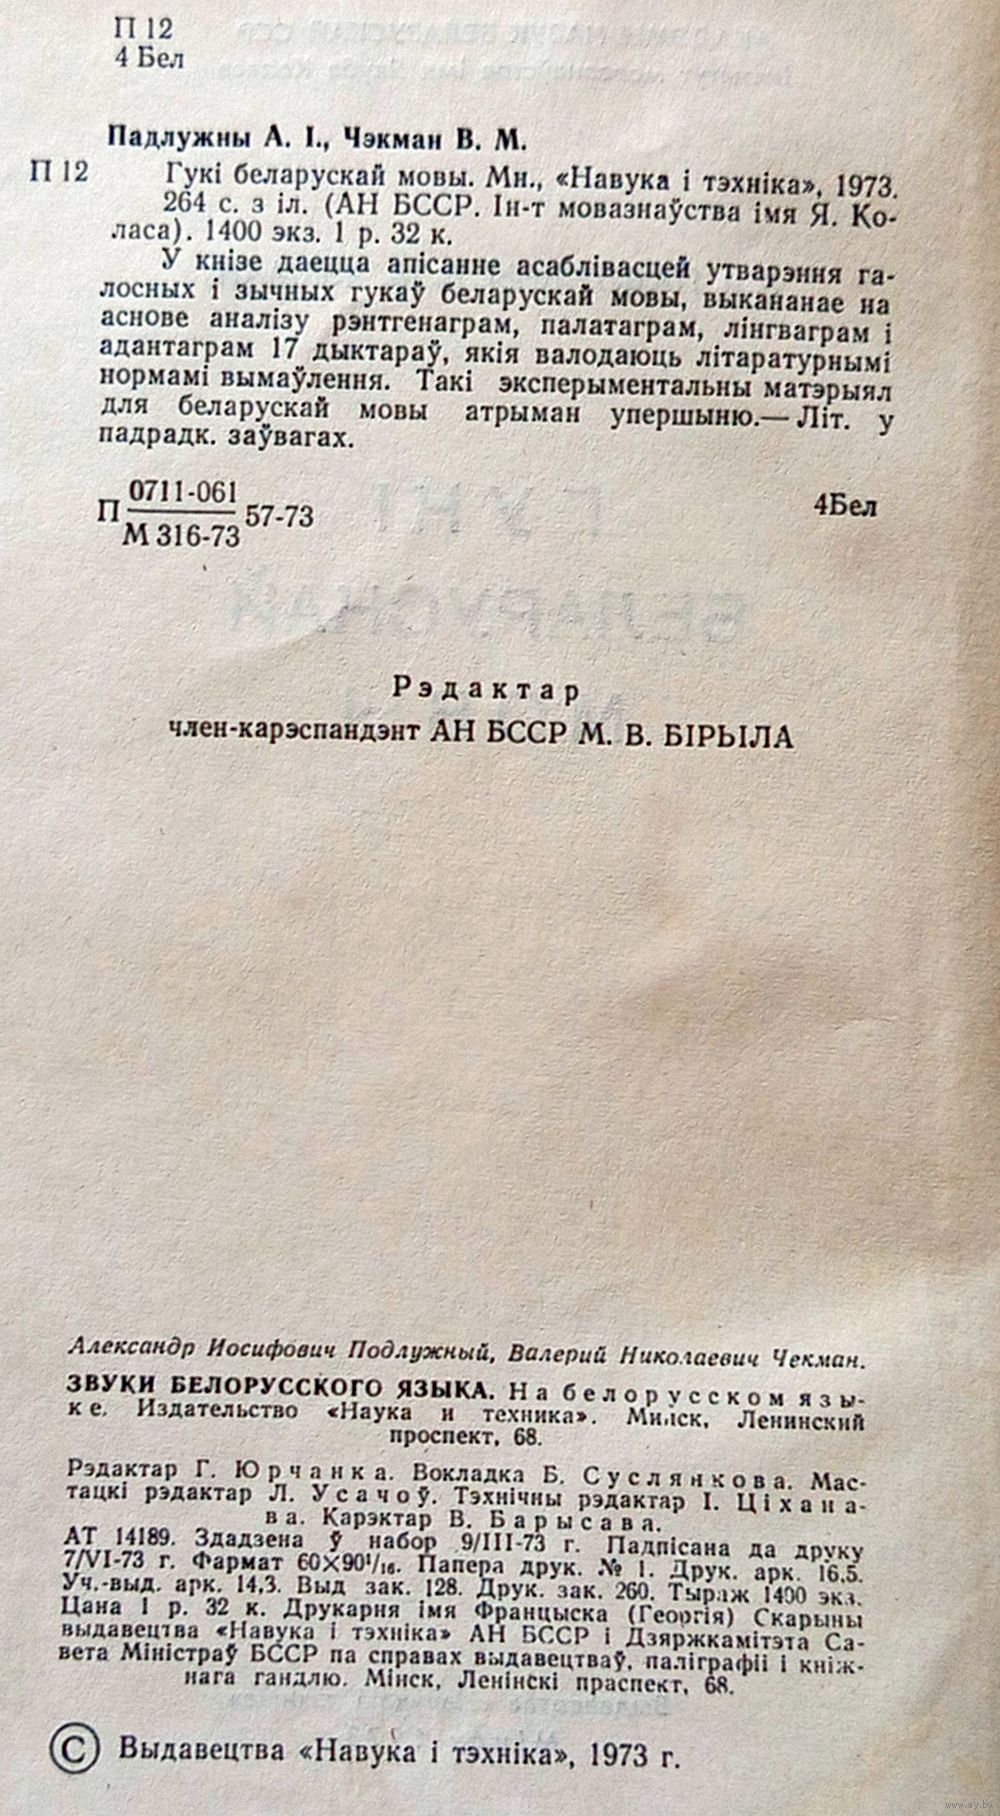 П 12
4 Бел
Падлужны А. І., Чэкман В. М.
П 12 Гукі беларускай мовы. Мн., «Навука і тэхніка», 1973.
264 с. з іл. (АН БССР. Ін-т мовазнаўства імя Я. Ко-
ласа). 1400 экз. 1 р. 32 к.
У кнізе даецца апісанне асаблівасцей утварэння га-
лосных і зычных гукаў беларускай мовы, выкананае на
аснове аналізу рэнтгенаграм, палатаграм, лінгваграм і
адантаграм 17 дыктараў, якія валодаюць літаратурнымі
нормамі вымаўлення. Такі эксперыментальны матэрыял
для беларускай мовы атрыман упершыню.— Літ. у
падрадк. заўвагах.
0711-061
П 57-73 4Бел
М 316-73
Рэдактар
член-карэспандэнт АН БССР М. В. БІРЫЛА
Александр Иосифович Подлужный, Валерий Николаевич Чекман.
ЗВУКИ БЕЛОРУССКОГО ЯЗЫКА. На белорусском язы-
ке. Издательство «Наука и техника». Минск, Ленинский
проспект, 68.
Рэдактар Г. Юрчанка. Вокладка Б. Суслянкова. Мас-
тацкі рэдактар Л. Усачоў. Тэхнічны рэдактар І. Ціхана-
ва. Карэктар В. Барысава.
АТ 14189. Здадзена ў набор 9/III-73 г. Падпісана да друку
7/VI-73 г. Фармат 60×90¹/₁₆. Папера друк. № 1. Друк. арк. 16,5.
Уч.-выд. арк. 14,3. Выд зак. 128. Друк. зак. 260. Тыраж 1400 экз.
Цана 1 р. 32 к. Друкарня імя Францыска (Георгія) Скарыны
выдавецтва «Навука і тэхніка» АН БССР і Дзяржкамітэта Са-
вета Міністраў БССР па справах выдавецтваў, паліграфіі і кніж-
нага гандлю. Мінск, Ленінскі праспект, 68.
© Выдавецтва «Навука і тэхніка», 1973 г.
www.ay.by